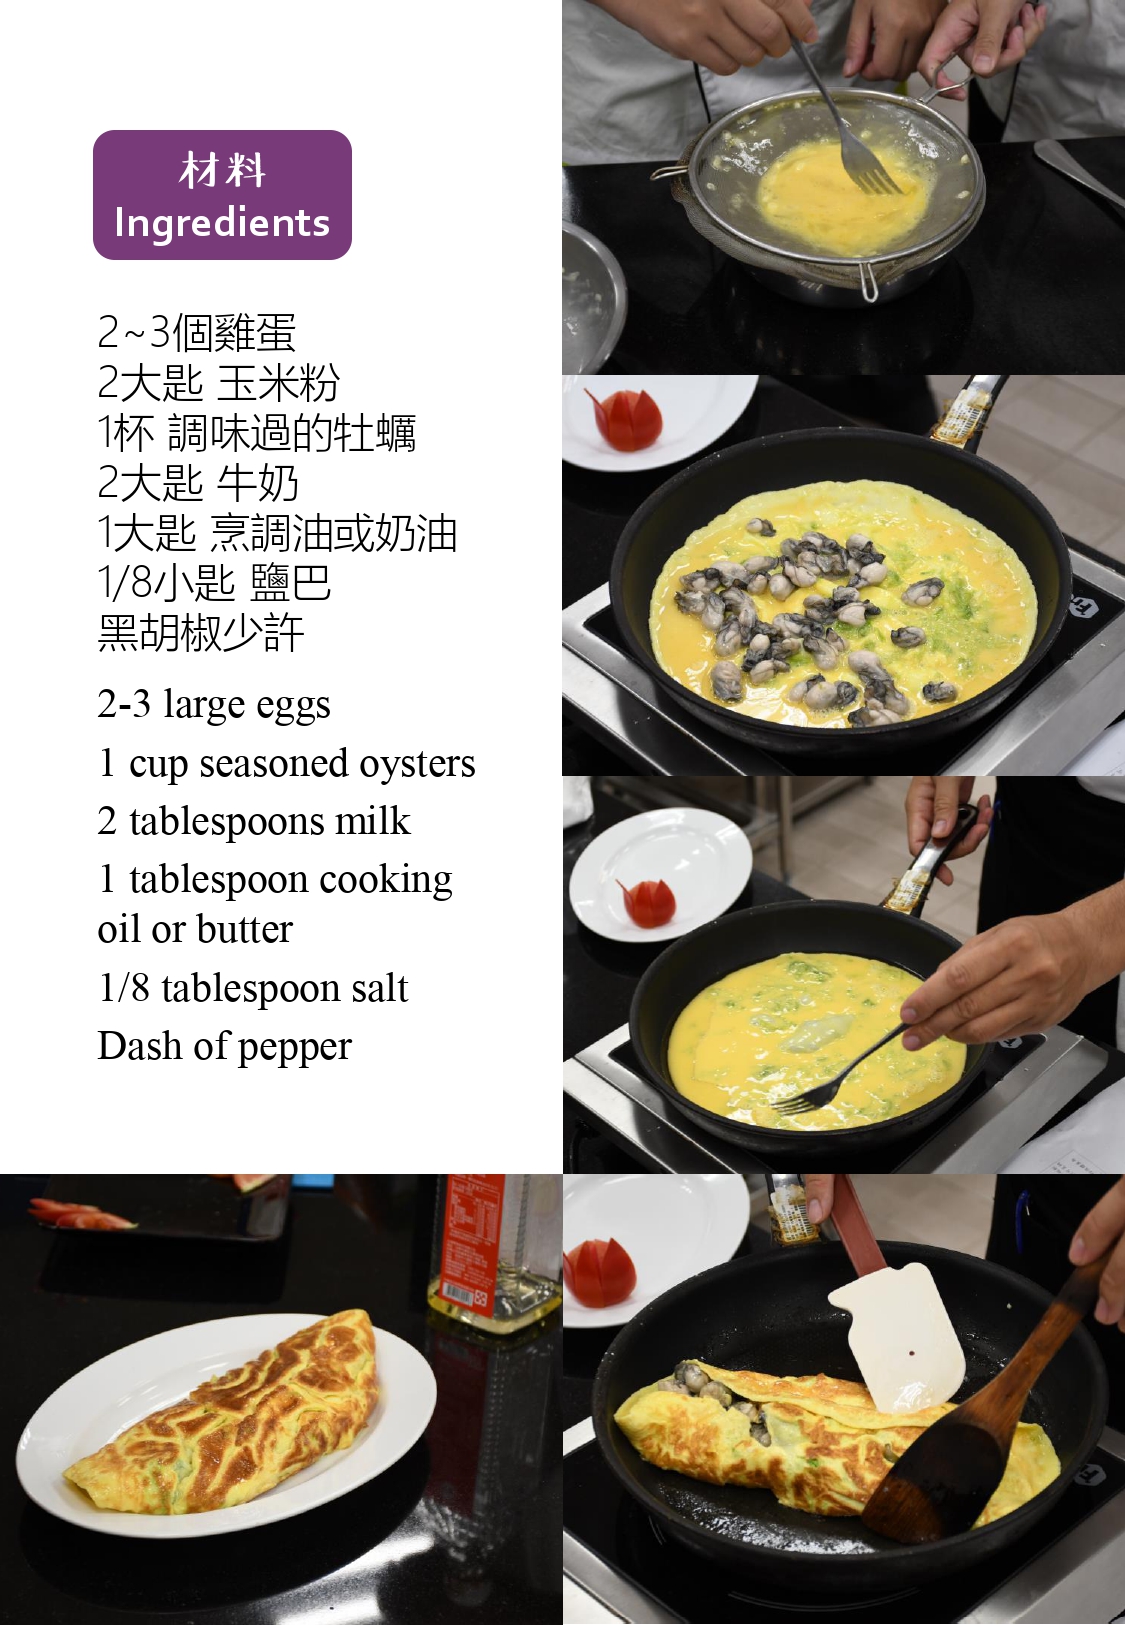 材料
Ingredients
2~3個雞蛋
2大匙 玉米粉
1杯 調味過的牡蠣
2大匙 牛奶
1大匙 烹調油或奶油
1/8小匙 鹽巴
黑胡椒少許
2-3 large eggs
1 cup seasoned oysters
2 tablespoons milk
1 tablespoon cooking
oil or butter
1/8 tablespoon salt
Dash of pepper